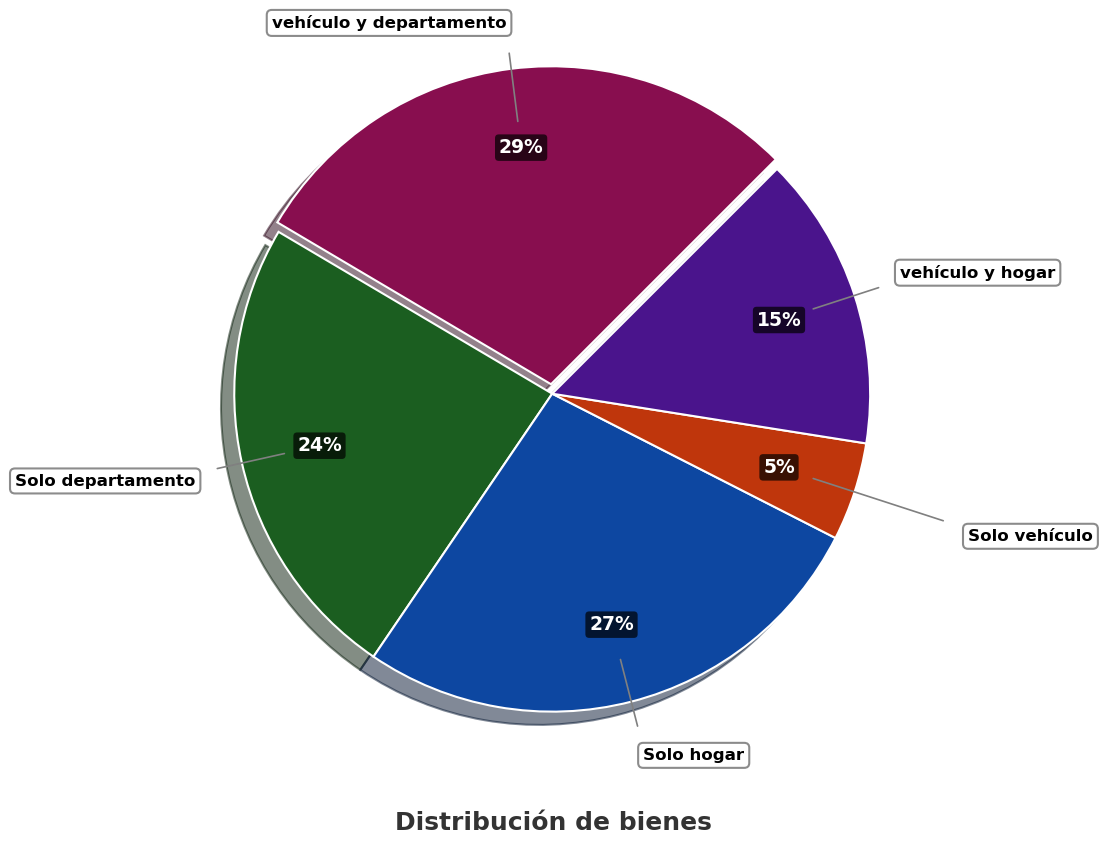 vehículo y departamento
29%
vehículo y hogar
15%
24%
5%
Solo departamento
Solo vehículo
27%
Solo hogar
Distribución de bienes